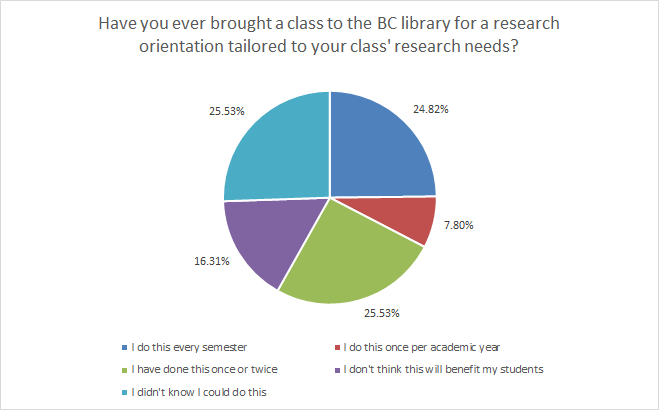 Have you ever brought a class to the BC library for a research
orientation tailored to your class' research needs?
25.53%
24.82%
7.80%
16.31%
25.53%
I do this every semester
I do this once per academic year
I have done this once or twice
I don't think this will benefit my students
I didn't know I could do this